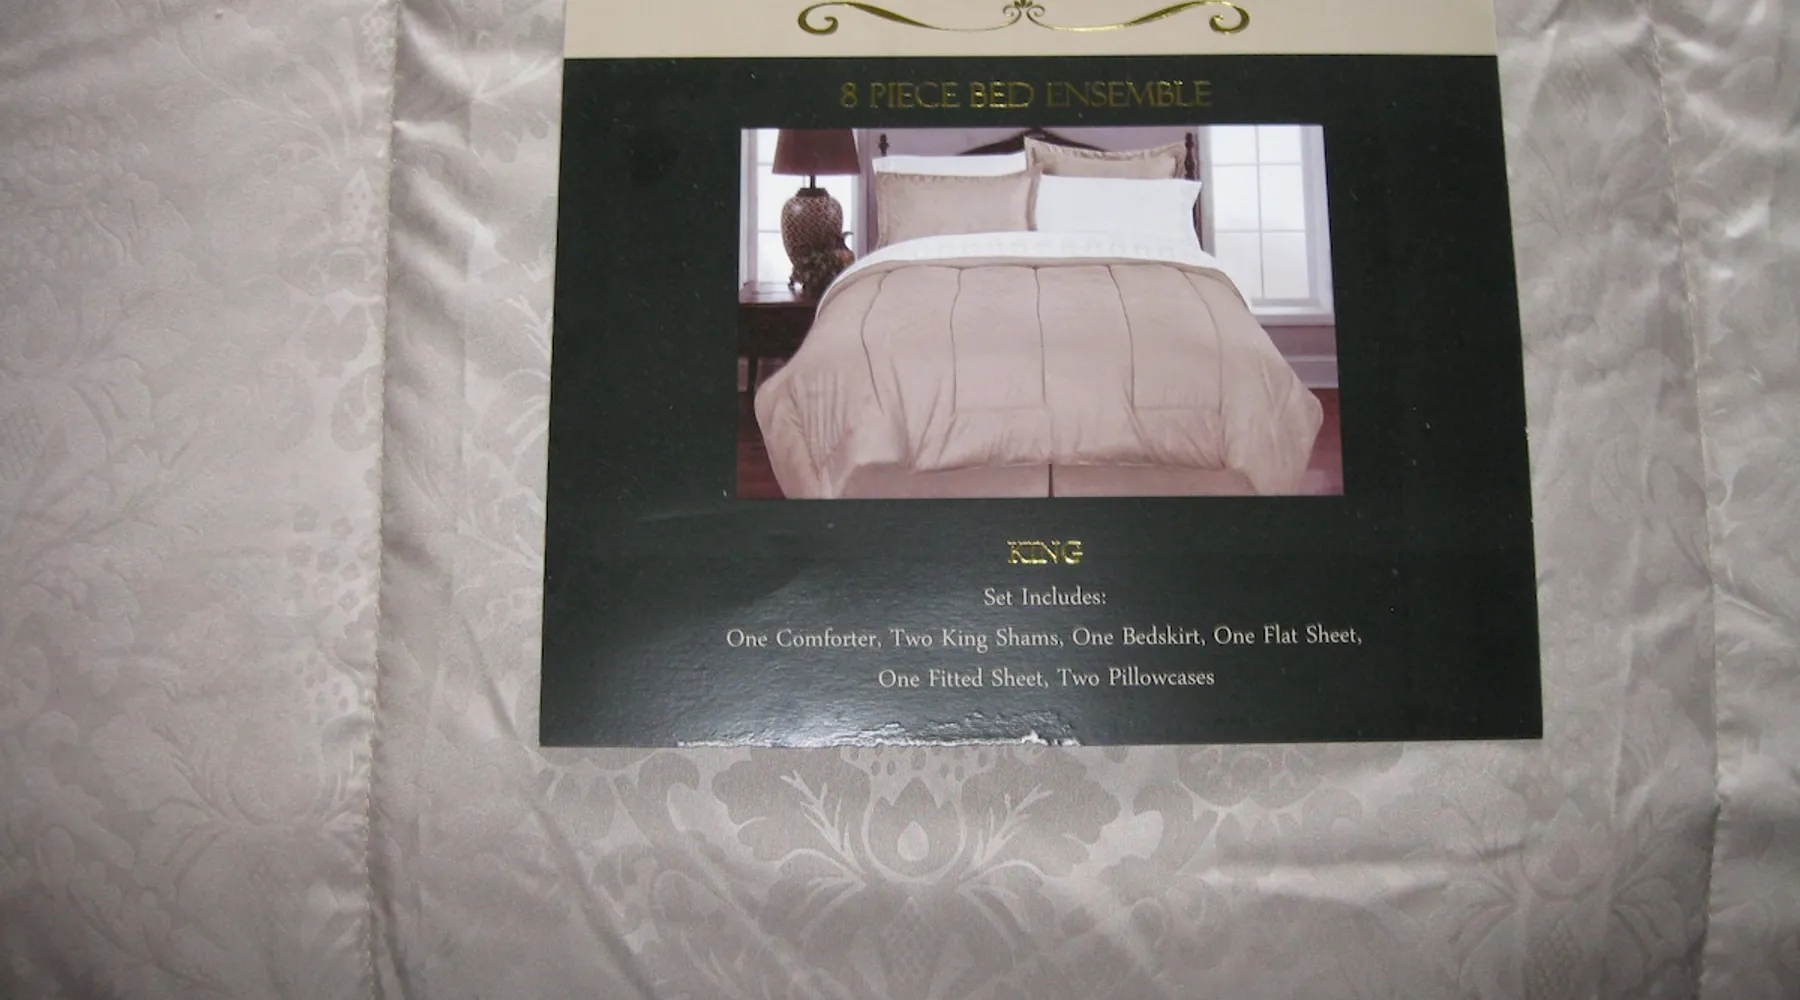 8 PIECE BED ENSEMBLE
KING
Set Includes:
One Comforter, Two King Shams, One Bedskirt, One Flat Sheet,
One Fitted Sheet, Two Pillowcases